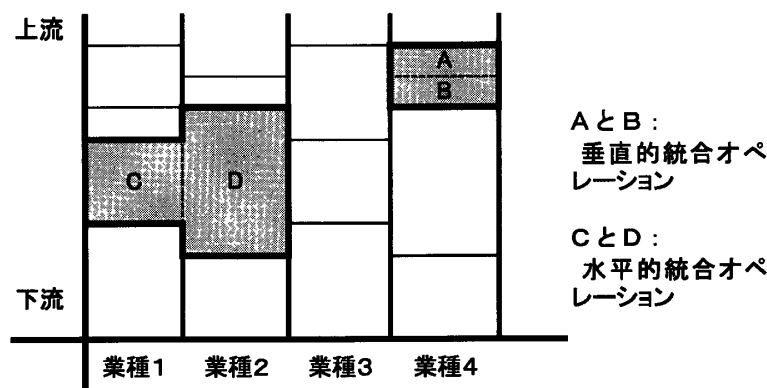 上流
A
B
AとB:
垂直的統合オペ
レーション
C
D
CとD:
水平的統合オペ
レーション
下流
業種1
業種2
業種3
業種4